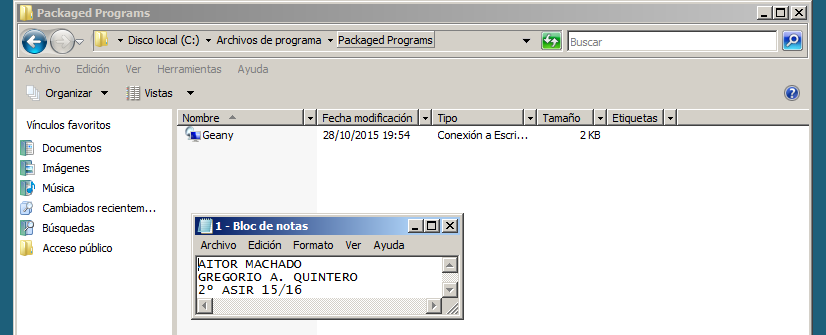 Packaged Programs
Disco local (C:) Archivos de programa Packaged Programs
Buscar
Archivo Edición Ver Herramientas Ayuda
Organizar Vistas
Vínculos favoritos
Documentos
Imágenes
Música
Cambiados recientem...
Búsquedas
Acceso público
Nombre Fecha modificación Tipo Tamaño Etiquetas
Geany 28/10/2015 19:54 Conexión a Escri... 2 KB
1 - Bloc de notas
Archivo Edición Formato Ver Ayuda
AITOR MACHADO
GREGORIO A. QUINTERO
2º ASIR 15/16